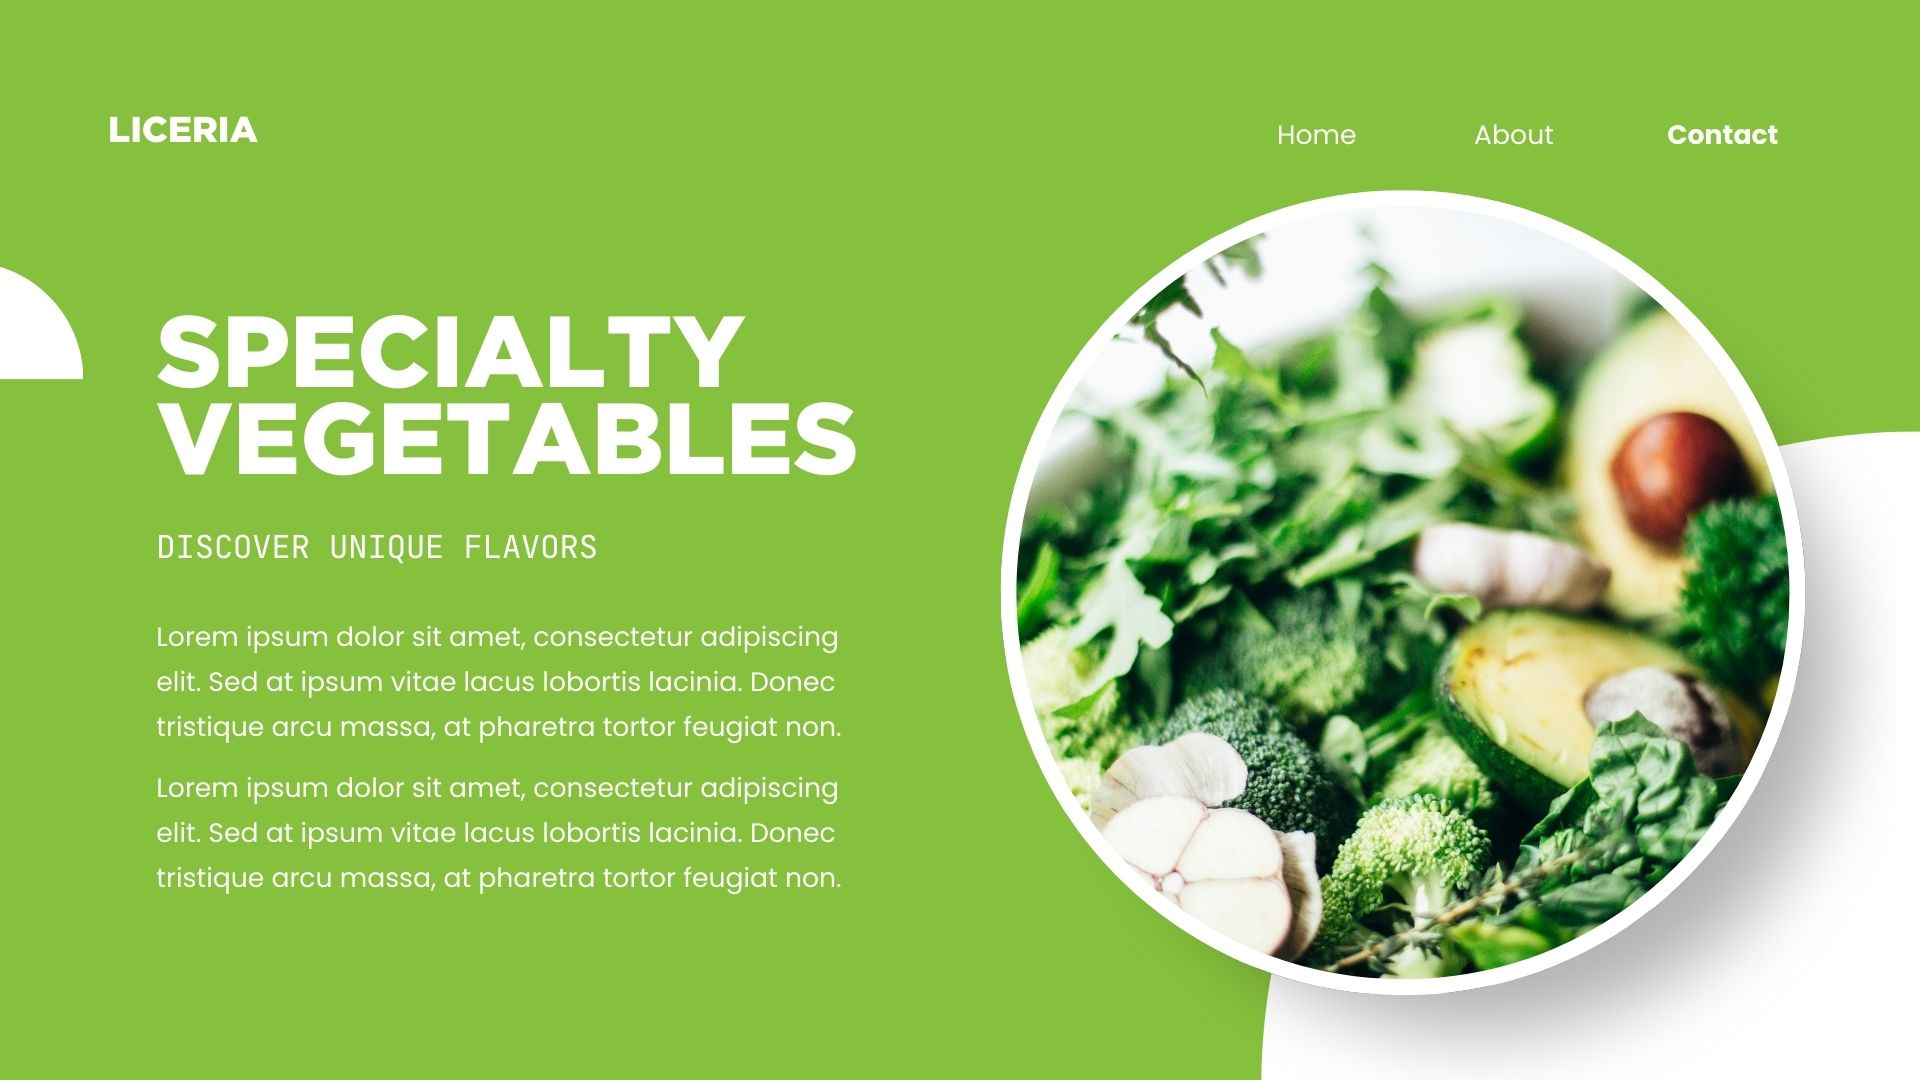 LICERIA
Home
About
Contact
SPECIALTY
VEGETABLES
DISCOVER UNIQUE FLAVORS
Lorem ipsum dolor sit amet, consectetur adipiscing
elit. Sed at ipsum vitae lacus lobortis lacinia. Donec
tristique arcu massa, at pharetra tortor feugiat non.
Lorem ipsum dolor sit amet, consectetur adipiscing
elit. Sed at ipsum vitae lacus lobortis lacinia. Donec
tristique arcu massa, at pharetra tortor feugiat non.